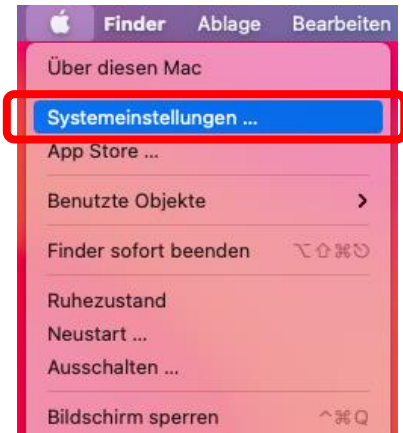 Finder Ablage Bearbeiten
Über diesen Mac
Systemeinstellungen ...
App Store ...
Benutzte Objekte
Finder sofort beenden ⌥⇧⌘⎋
Ruhezustand
Neustart ...
Ausschalten ...
Bildschirm sperren ^⌘Q